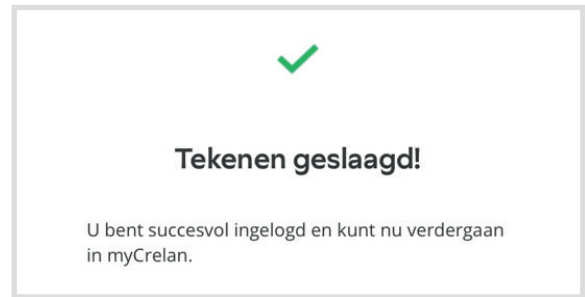 Tekenen geslaagd!
U bent succesvol ingelogd en kunt nu verdergaan
in myCrelan.